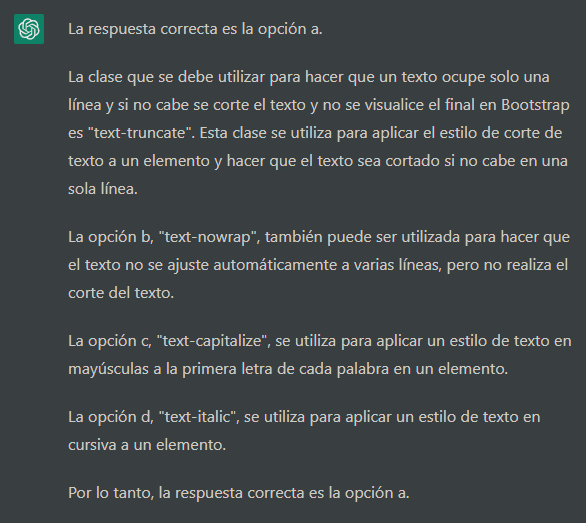 La respuesta correcta es la opción a.
La clase que se debe utilizar para hacer que un texto ocupe solo una
línea y si no cabe se corte el texto y no se visualice el final en Bootstrap
es "text-truncate". Esta clase se utiliza para aplicar el estilo de corte de
texto a un elemento y hacer que el texto sea cortado si no cabe en una
sola línea.
La opción b, "text-nowrap", también puede ser utilizada para hacer que
el texto no se ajuste automáticamente a varias líneas, pero no realiza el
corte del texto.
La opción c, "text-capitalize", se utiliza para aplicar un estilo de texto en
mayúsculas a la primera letra de cada palabra en un elemento.
La opción d, "text-italic", se utiliza para aplicar un estilo de texto en
cursiva a un elemento.
Por lo tanto, la respuesta correcta es la opción a.